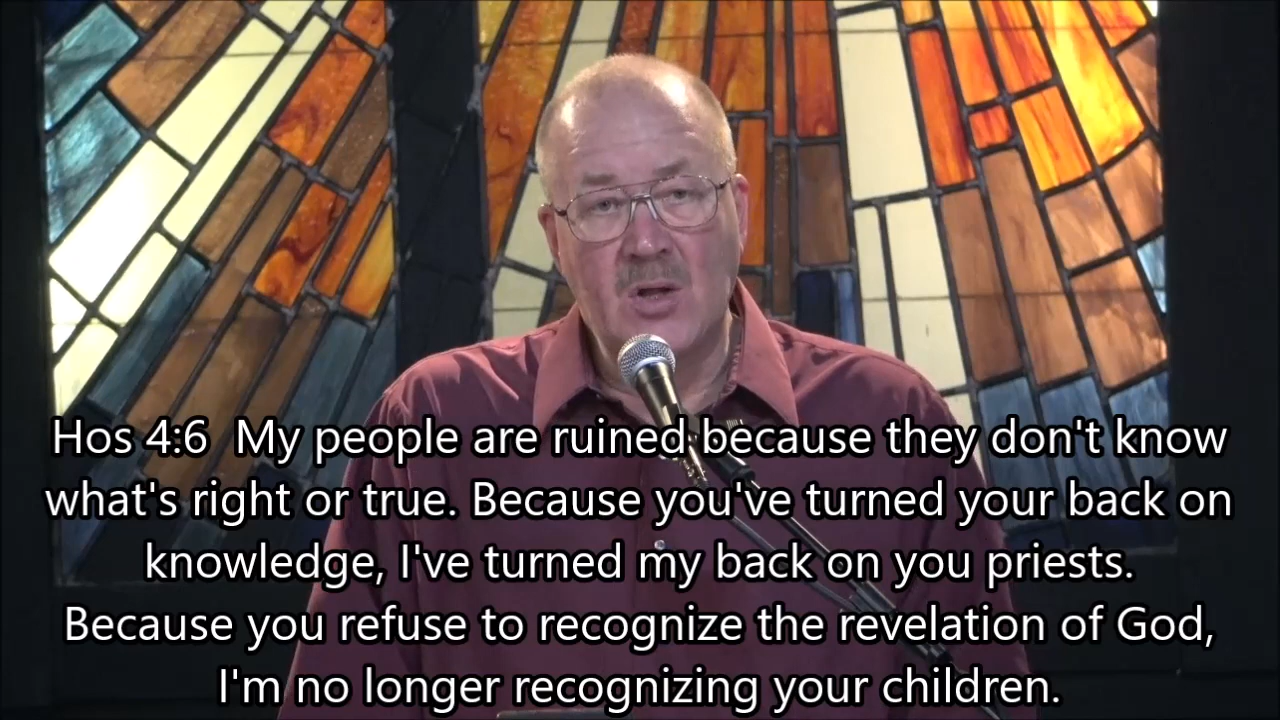 Hos 4:6  My people are ruined because they don't know
what's right or true. Because you've turned your back on
knowledge, I've turned my back on you priests.
Because you refuse to recognize the revelation of God,
I'm no longer recognizing your children.